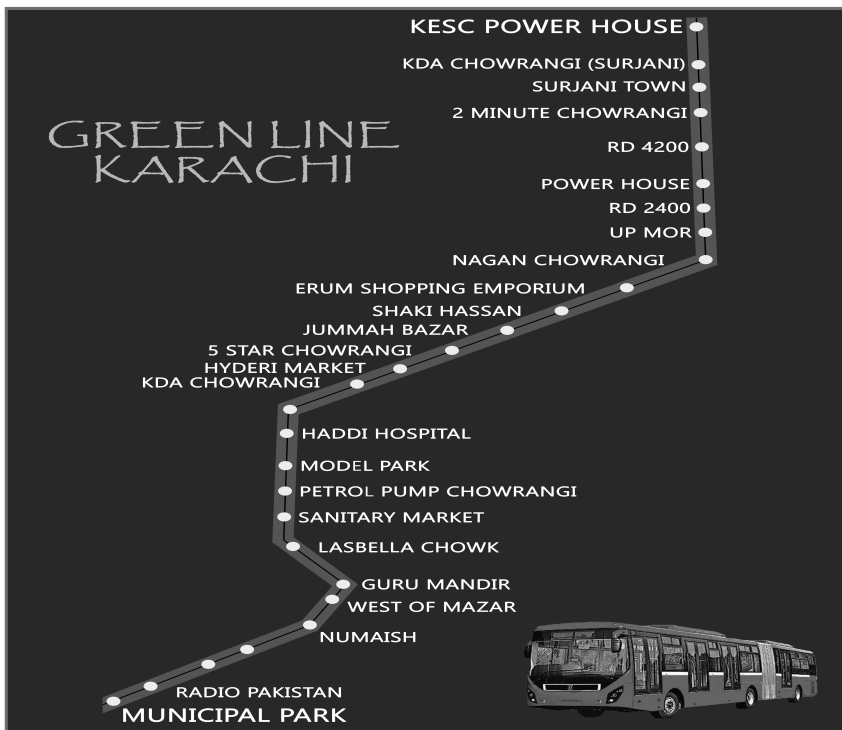 KESC POWER HOUSE
KDA CHOWRANGI (SURJANI)
SURJANI TOWN
2 MINUTE CHOWRANGI
GREEN LINE
KARACHI
RD 4200
POWER HOUSE
RD 2400
UP MOR
NAGAN CHOWRANGI
ERUM SHOPPING EMPORIUM
SHAKI HASSAN
JUMMAH BAZAR
5 STAR CHOWRANGI
HYDERI MARKET
KDA CHOWRANGI
HADDI HOSPITAL
MODEL PARK
PETROL PUMP CHOWRANGI
SANITARY MARKET
LASBELLA CHOWK
GURU MANDIR
WEST OF MAZAR
NUMAISH
RADIO PAKISTAN
MUNICIPAL PARK